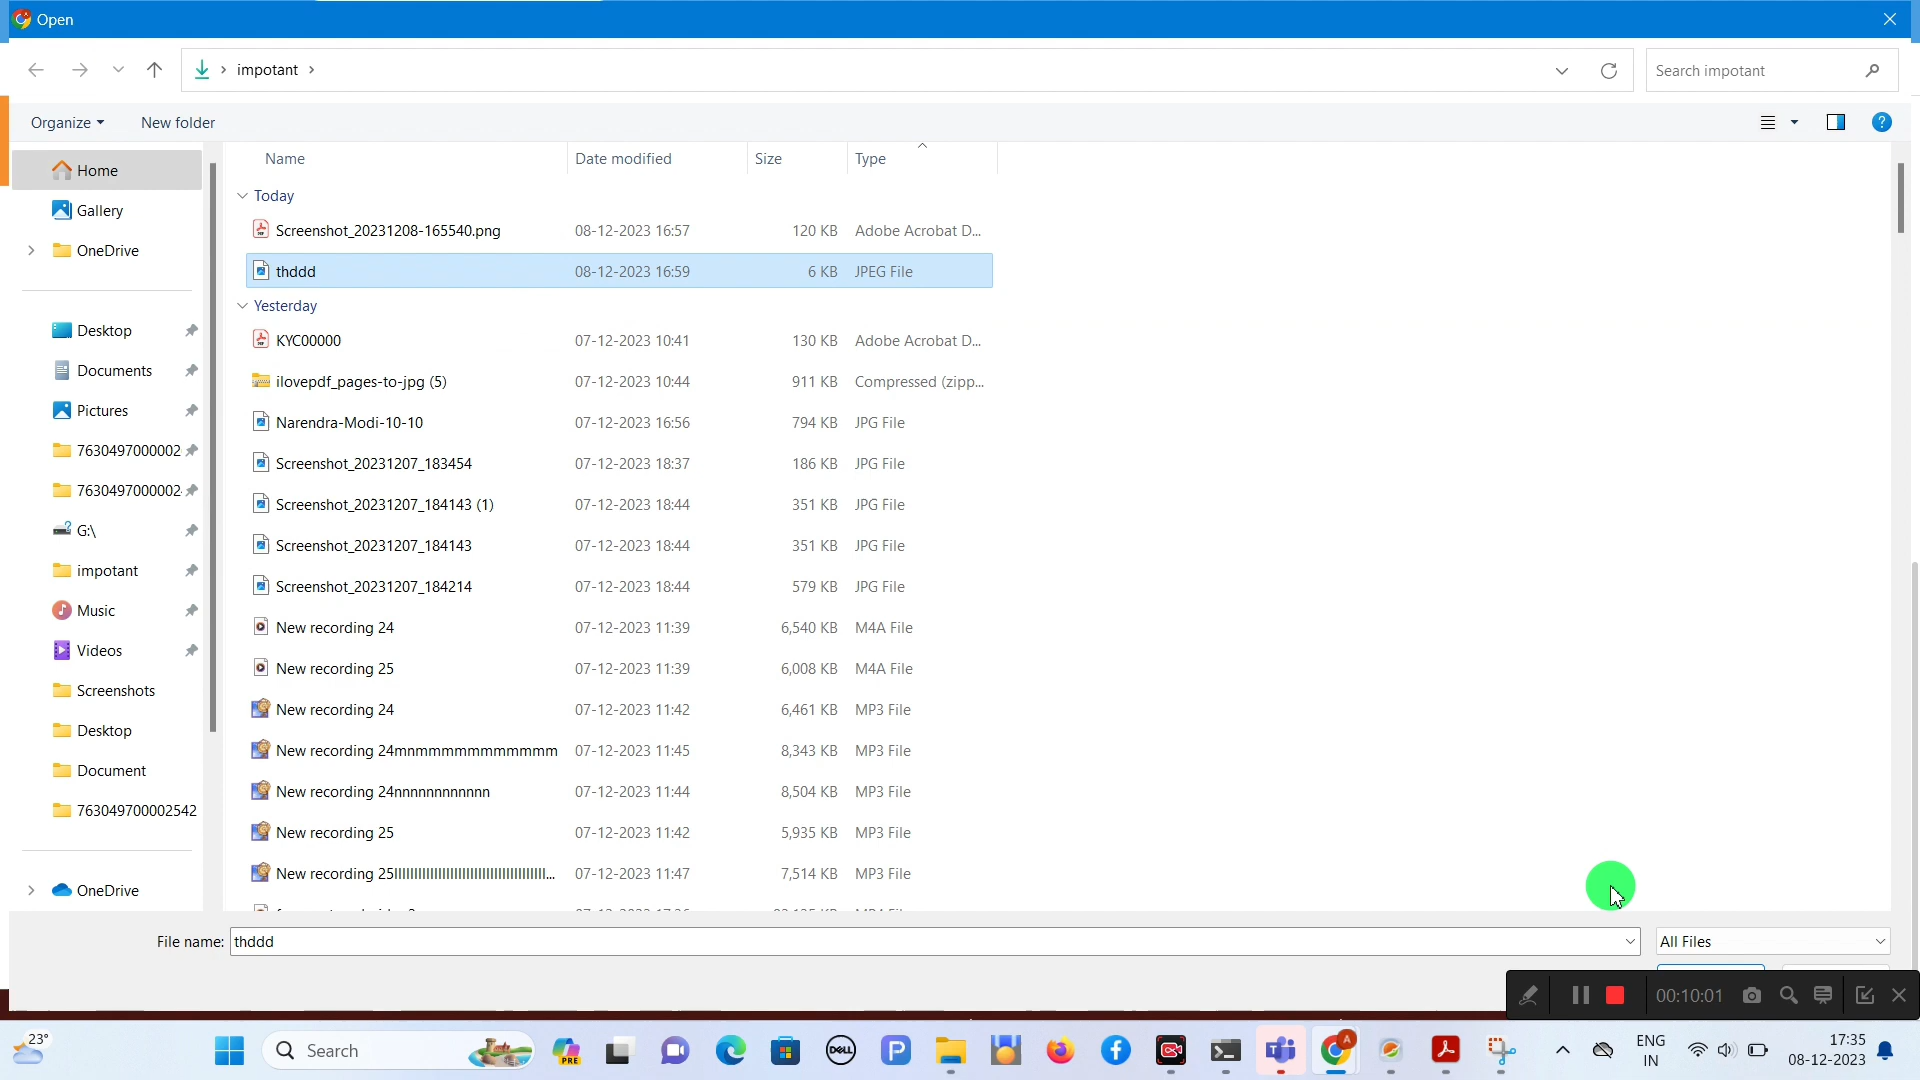 Open
impotant
Search impotant
Organize
New folder
Name Date modified Size Type
Home
Gallery
OneDrive
Desktop
Documents
Pictures
7630497000002
7630497000002
G:\
impotant
Music
Videos
Screenshots
Desktop
Document
763049700002542
OneDrive
Today
Screenshot_20231208-165540.png 08-12-2023 16:57 120 KB Adobe Acrobat D...
thddd 08-12-2023 16:59 6 KB JPEG File
Yesterday
KYC00000 07-12-2023 10:41 130 KB Adobe Acrobat D...
ilovepdf_pages-to-jpg (5) 07-12-2023 10:44 911 KB Compressed (zipp...
Narendra-Modi-10-10 07-12-2023 16:56 794 KB JPG File
Screenshot_20231207_183454 07-12-2023 18:37 186 KB JPG File
Screenshot_20231207_184143 (1) 07-12-2023 18:44 351 KB JPG File
Screenshot_20231207_184143 07-12-2023 18:44 351 KB JPG File
Screenshot_20231207_184214 07-12-2023 18:44 579 KB JPG File
New recording 24 07-12-2023 11:39 6,540 KB M4A File
New recording 25 07-12-2023 11:39 6,008 KB M4A File
New recording 24 07-12-2023 11:42 6,461 KB MP3 File
New recording 24mnmmmmmmmmmmm 07-12-2023 11:45 8,343 KB MP3 File
New recording 24nnnnnnnnnnnn 07-12-2023 11:44 8,504 KB MP3 File
New recording 25 07-12-2023 11:42 5,935 KB MP3 File
New recording 07-12-2023 11:47 7,514 KB MP3 File
File name: thddd
All Files
00:10:01
23°
Search
PRE
DELL
ENG
IN
17:35
08-12-2023